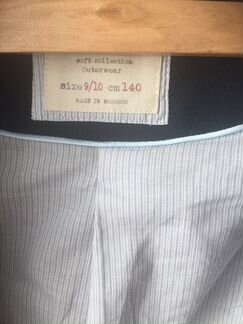 soft collection
Outerwear
size 9/10 cm 140
MADE IN MOROCCO